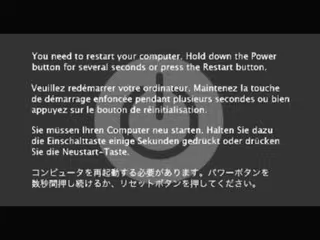 You need to restart your computer. Hold down the Power
button for several seconds or press the Restart button.
Veuillez redémarrer votre ordinateur. Maintenez la touche
de démarrage enfoncée pendant plusieurs secondes ou bien
appuyez sur le bouton de réinitialisation.
Sie müssen Ihren Computer neu starten. Halten Sie dazu
die Einschalttaste einige Sekunden gedrückt oder drücken
Sie die Neustart-Taste.
コンピュータを再起動する必要があります。パワーボタンを
数秒間押し続けるか、リセットボタンを押してください。